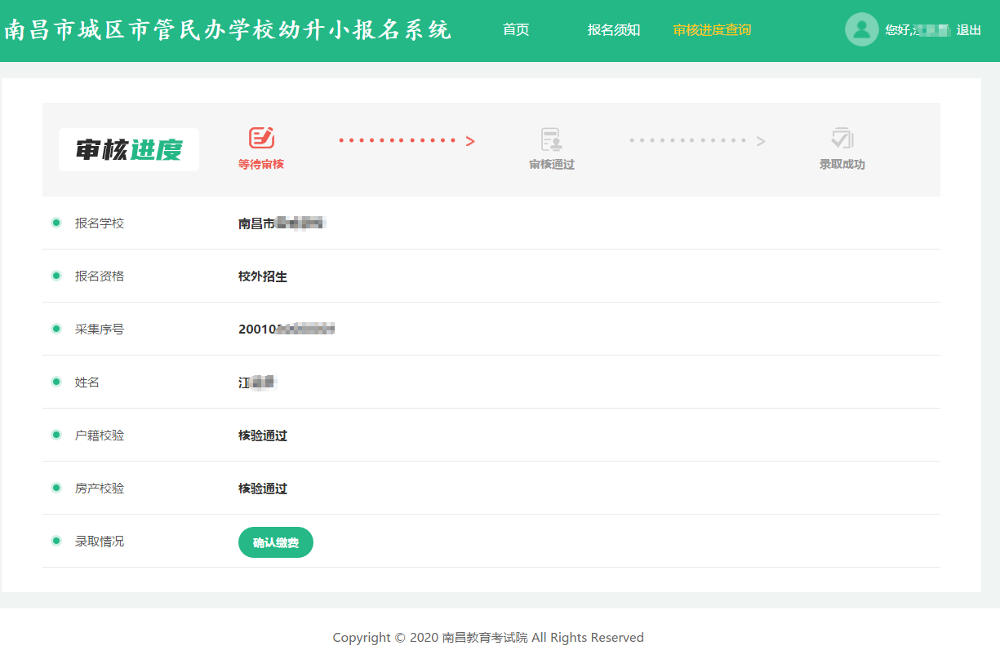 南昌市城区市管民办学校幼升小报名系统 首页 报名须知 审核进度查询 您好, 退出
审核进度 等待审核 审核通过 录取成功
报名学校 南昌市
报名资格 校外招生
采集序号 20010
姓名 江
户籍校验 核验通过
房产校验 核验通过
录取情况 确认缴费
Copyright © 2020 南昌教育考试院 All Rights Reserved